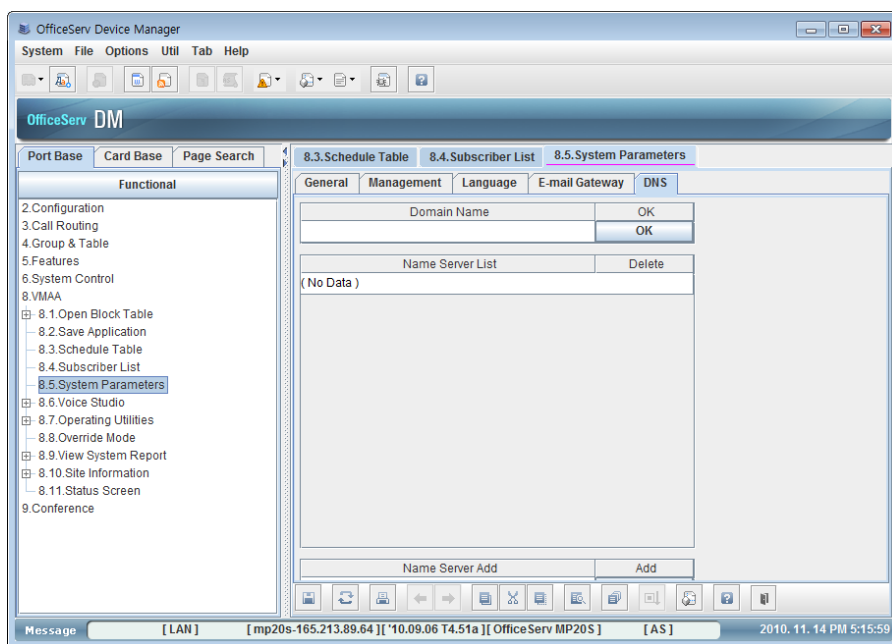 OfficeServ Device Manager
System File Options Util Tab Help
OfficeServ DM
Port Base Card Base Page Search
Functional
2.Configuration
3.Call Routing
4.Group & Table
5.Features
6.System Control
8.VMAA
8.1.Open Block Table
8.2.Save Application
8.3.Schedule Table
8.4.Subscriber List
8.5.System Parameters
8.6.Voice Studio
8.7.Operating Utilities
8.8.Override Mode
8.9.View System Report
8.10.Site Information
8.11.Status Screen
9.Conference
8.3.Schedule Table 8.4.Subscriber List 8.5.System Parameters
General Management Language E-mail Gateway DNS
Domain Name OK
OK
Name Server List Delete
( No Data )
Name Server Add Add
Message [ LAN ] [ mp20s-165.213.89.64 ][ '10.09.06 T4.51a ][ OfficeServ MP20S ] [ AS ] 2010. 11. 14 PM 5:15:59